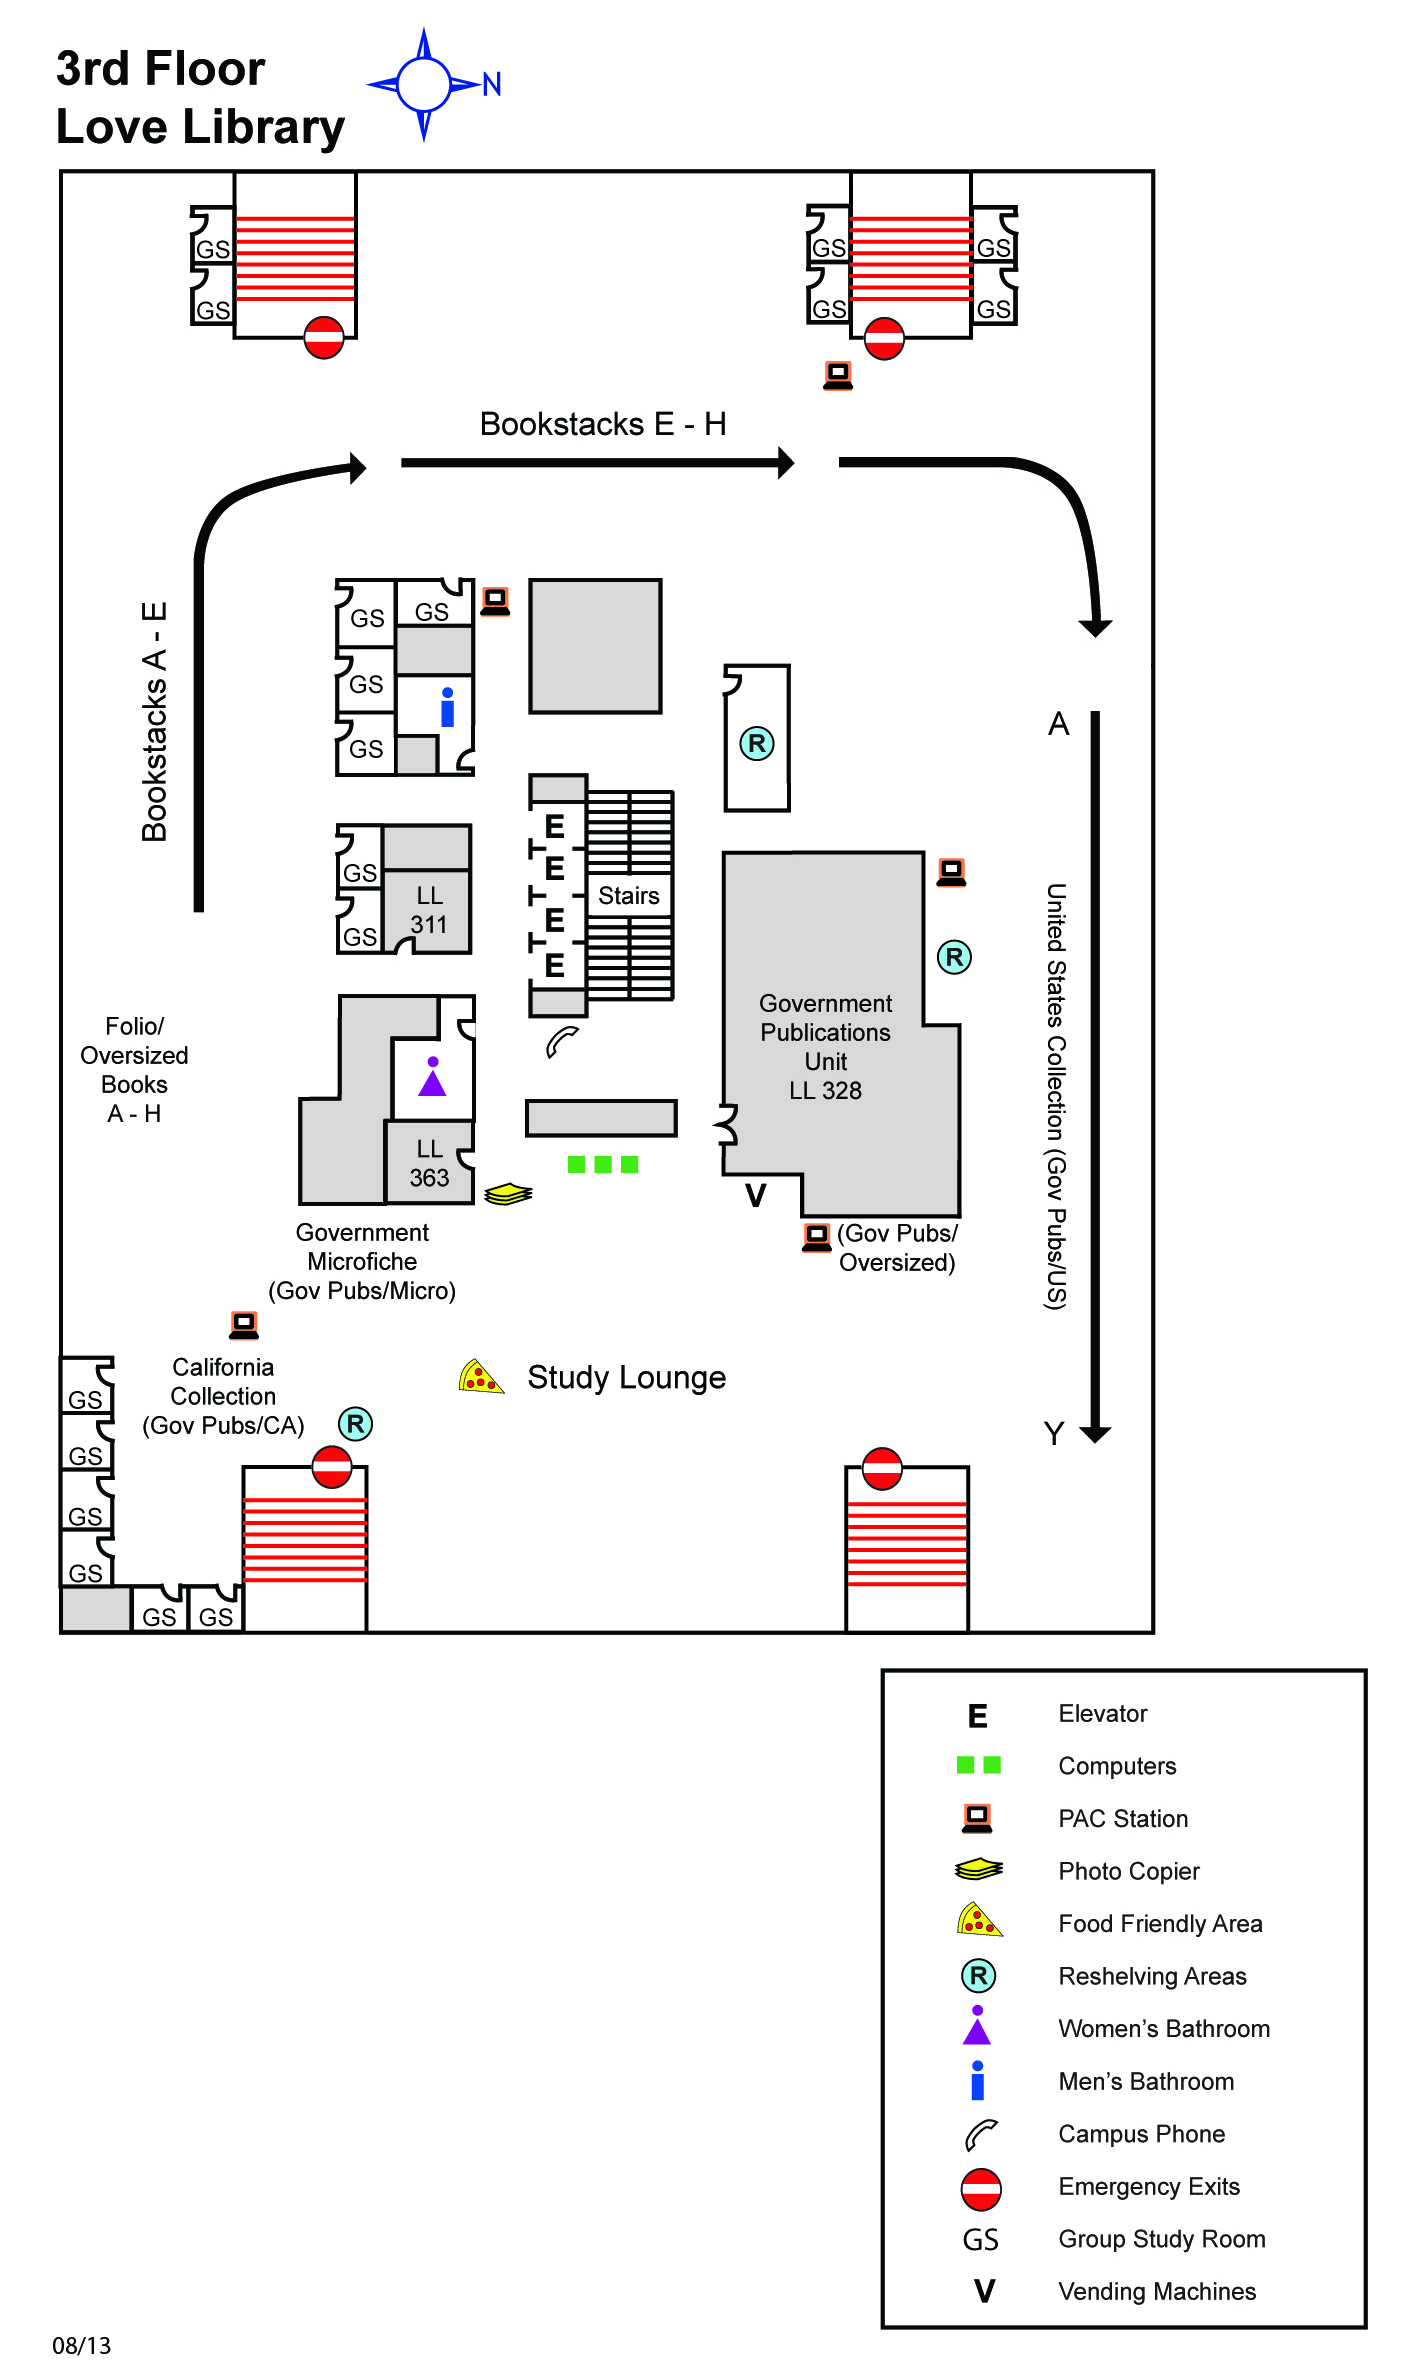 3rd Floor
Love Library
N
GS
GS
GS
GS
GS
GS
Bookstacks E - H
Bookstacks A - E
GS
GS
GS
GS
R
A
E
E
E
E
Stairs
GS
GS
LL
311
R
Government
Publications
Unit
LL 328
United States Collection (Gov Pubs/US)
Folio/
Oversized
Books
A - H
LL
363
V
Government
Microfiche
(Gov Pubs/Micro)
(Gov Pubs/
Oversized)
California
Collection
(Gov Pubs/CA)
R
Study Lounge
Y
GS
GS
GS
GS
GS
GS
E Elevator
Computers
PAC Station
Photo Copier
Food Friendly Area
R Reshelving Areas
Women's Bathroom
Men's Bathroom
Campus Phone
Emergency Exits
GS Group Study Room
V Vending Machines
08/13